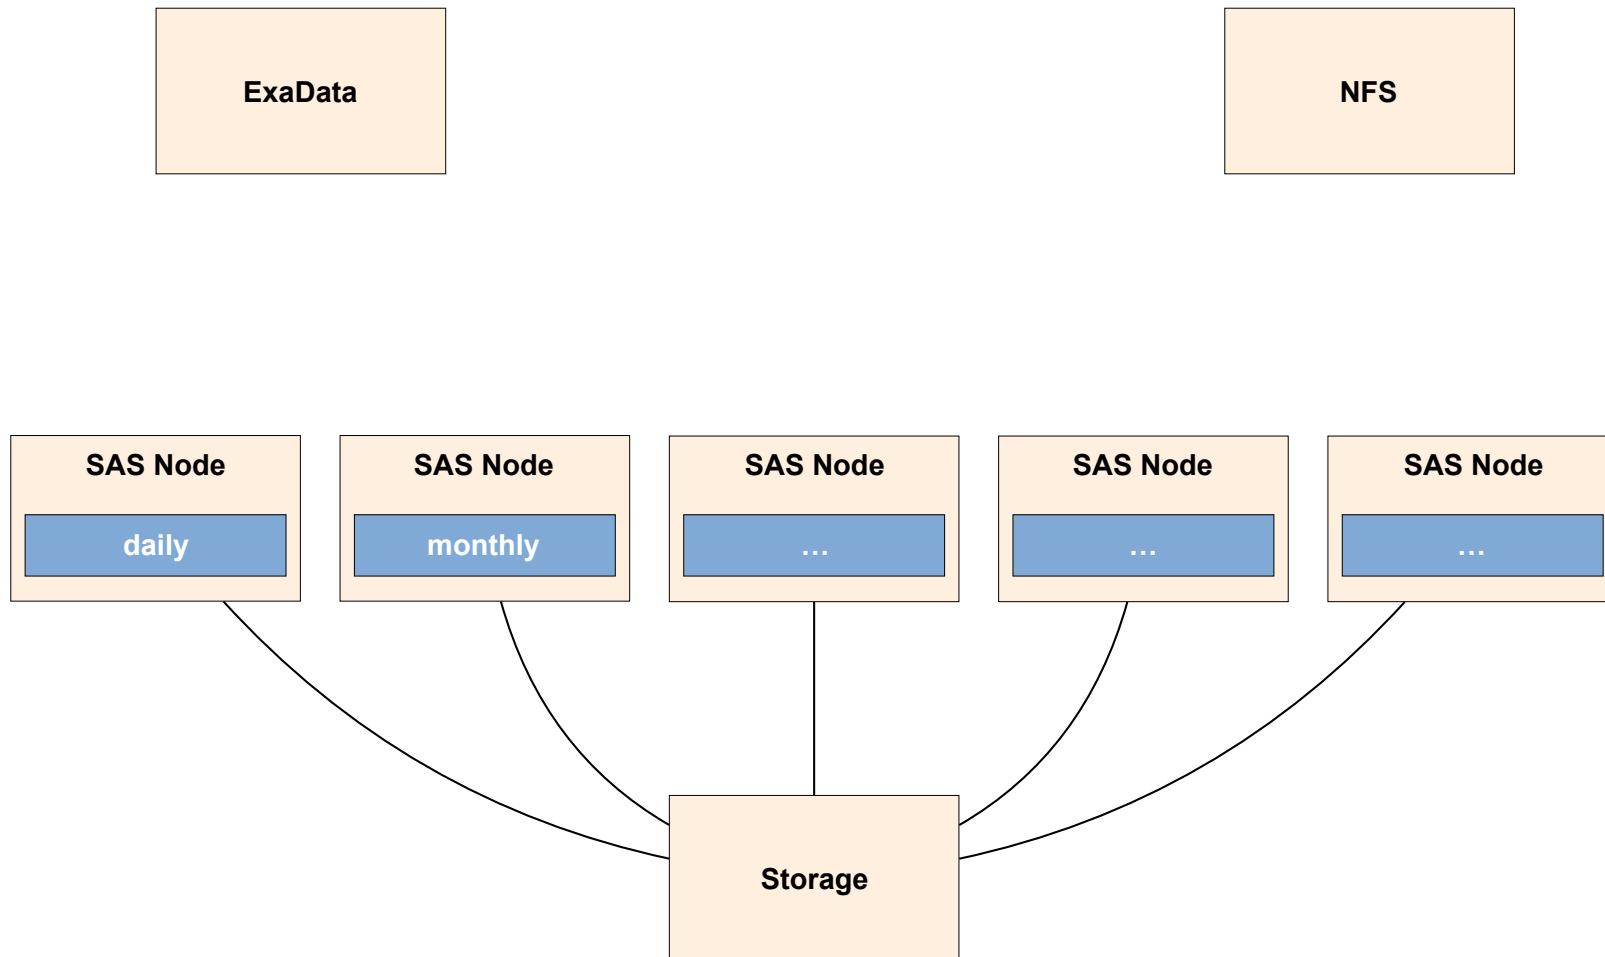 ExaData
NFS
SAS Node
SAS Node
SAS Node
SAS Node
SAS Node
daily
monthly
...
...
...
Storage